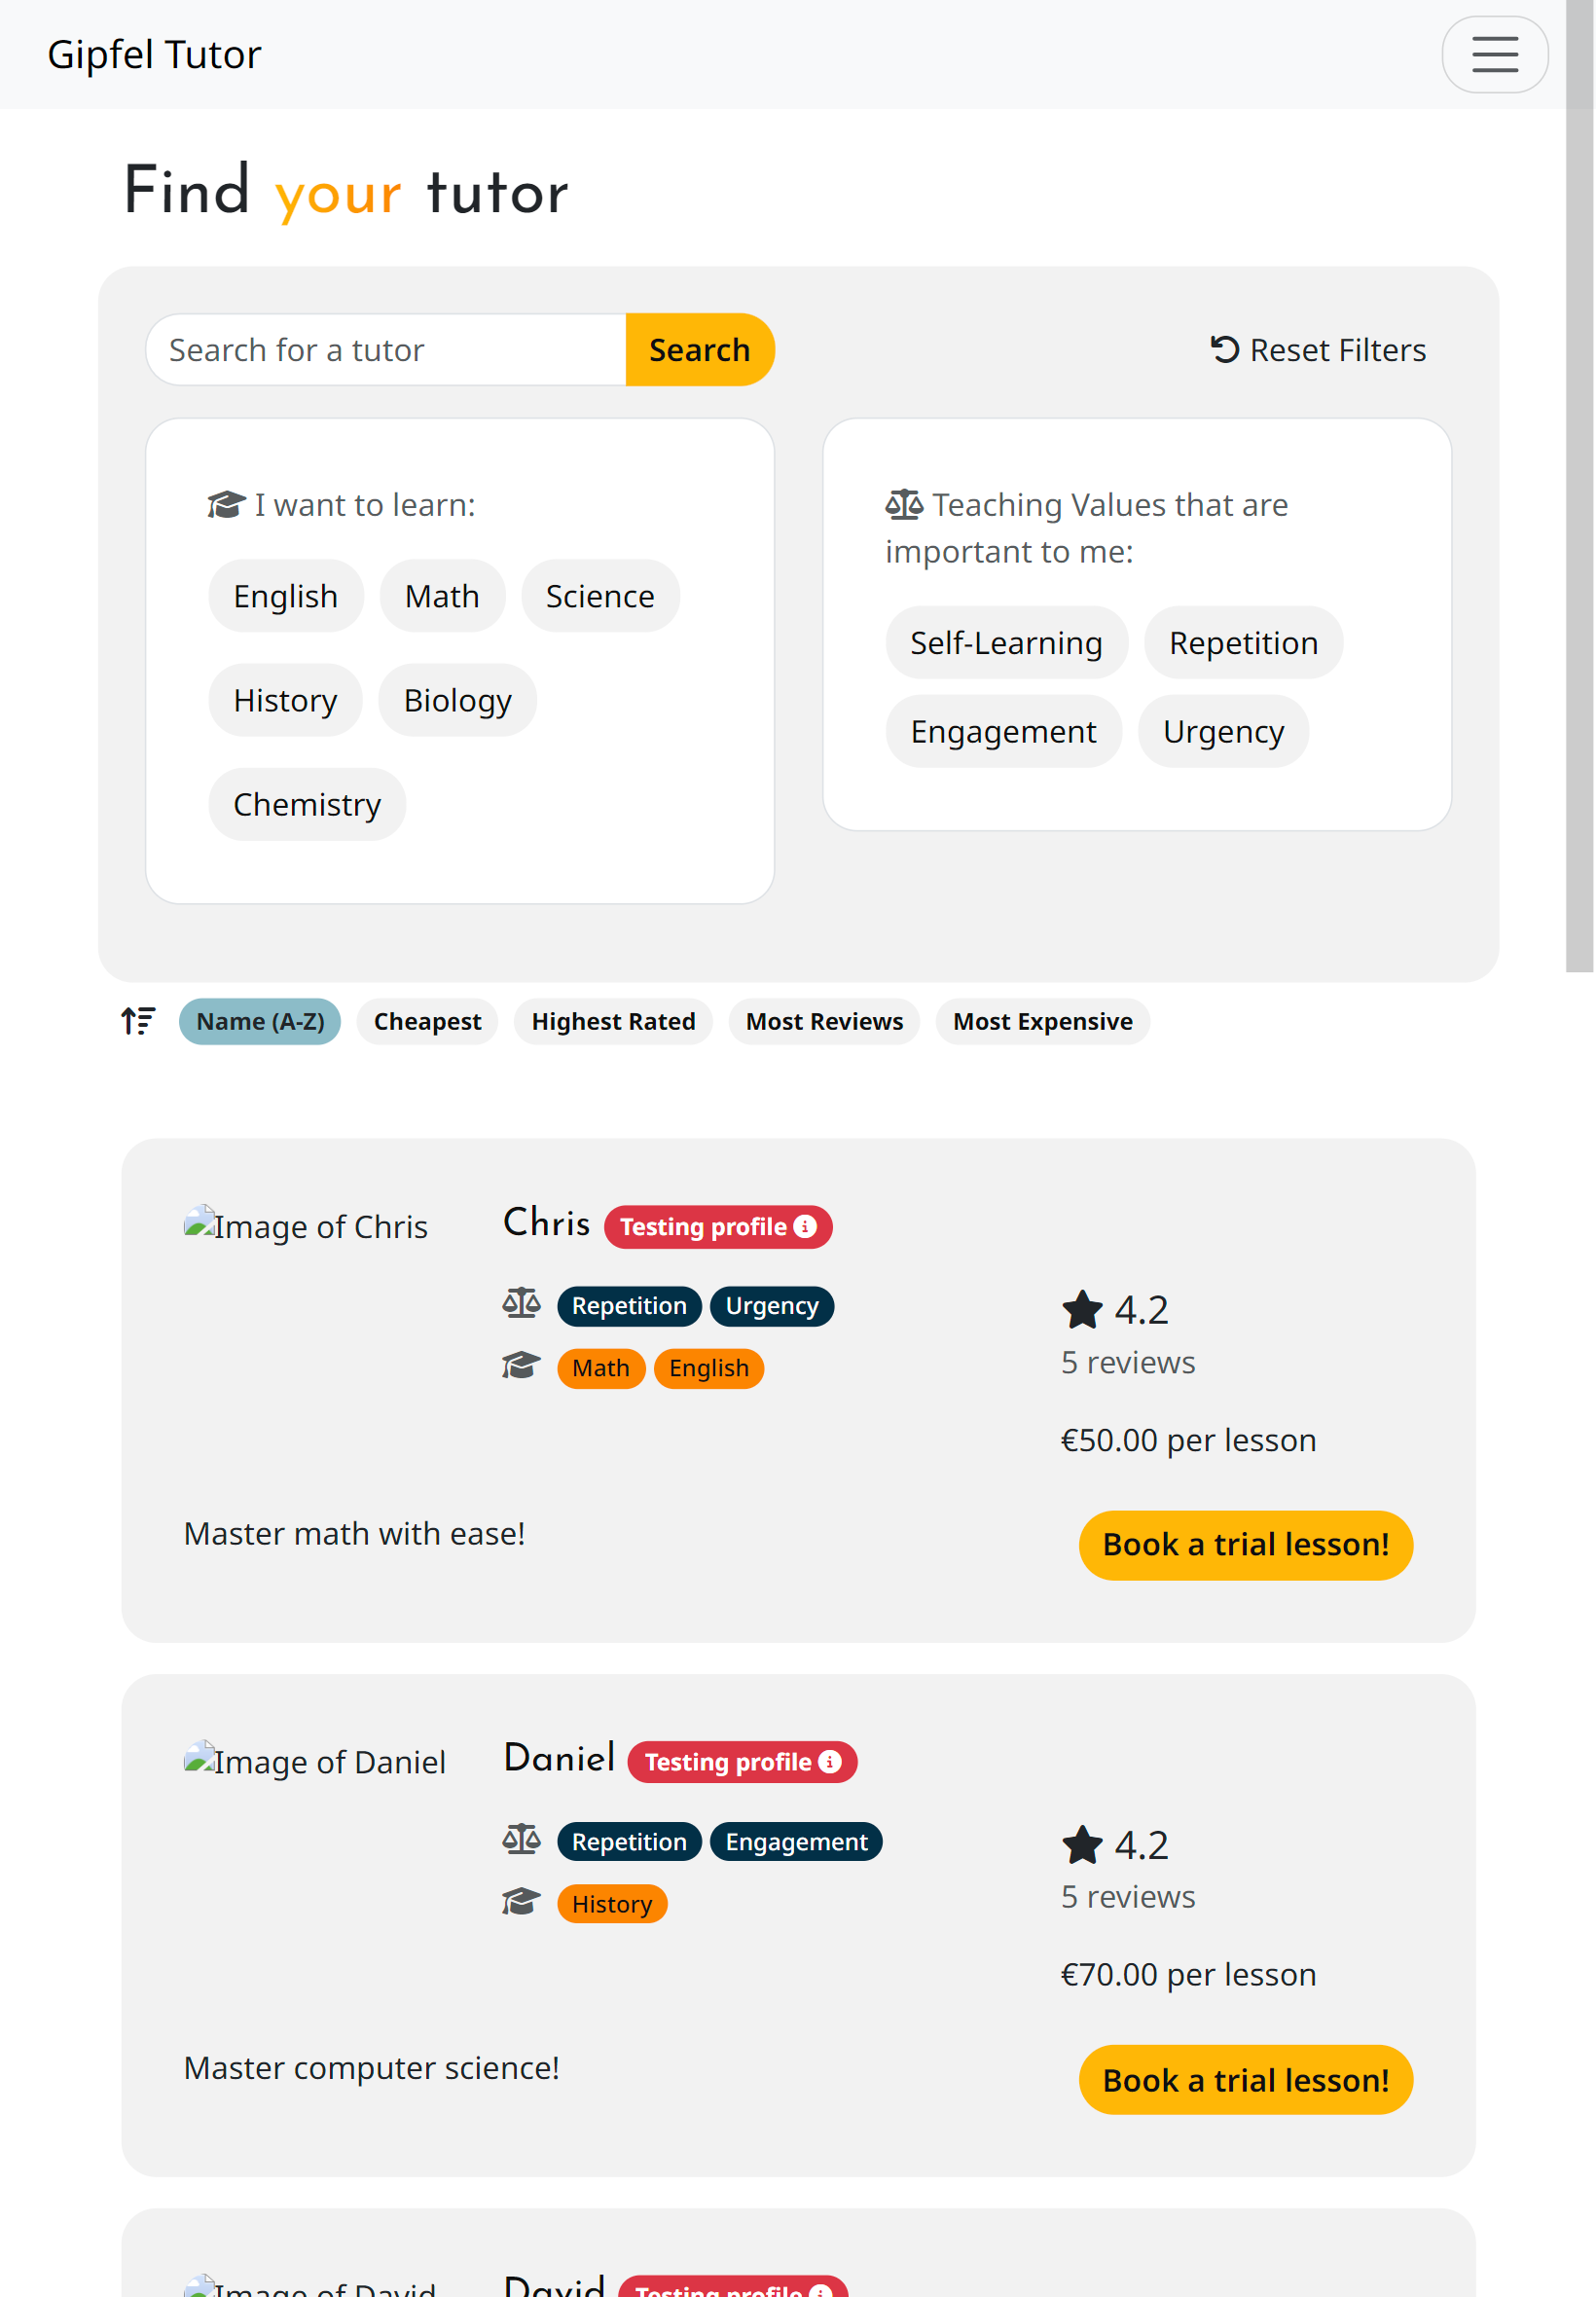 Gipfel Tutor
Find your tutor
Search for a tutor
Search
Reset Filters
I want to learn:
English
Math
Science
History
Biology
Chemistry
Teaching Values that are
important to me:
Self-Learning
Repetition
Engagement
Urgency
Name (A-Z)
Cheapest
Highest Rated
Most Reviews
Most Expensive
Image of Chris
Chris
Testing profile
Repetition
Urgency
Math
English
4.2
5 reviews
€50.00 per lesson
Master math with ease!
Book a trial lesson!
Image of Daniel
Daniel
Testing profile
Repetition
Engagement
History
4.2
5 reviews
€70.00 per lesson
Master computer science!
Book a trial lesson!
Image of David
David
Testing profile